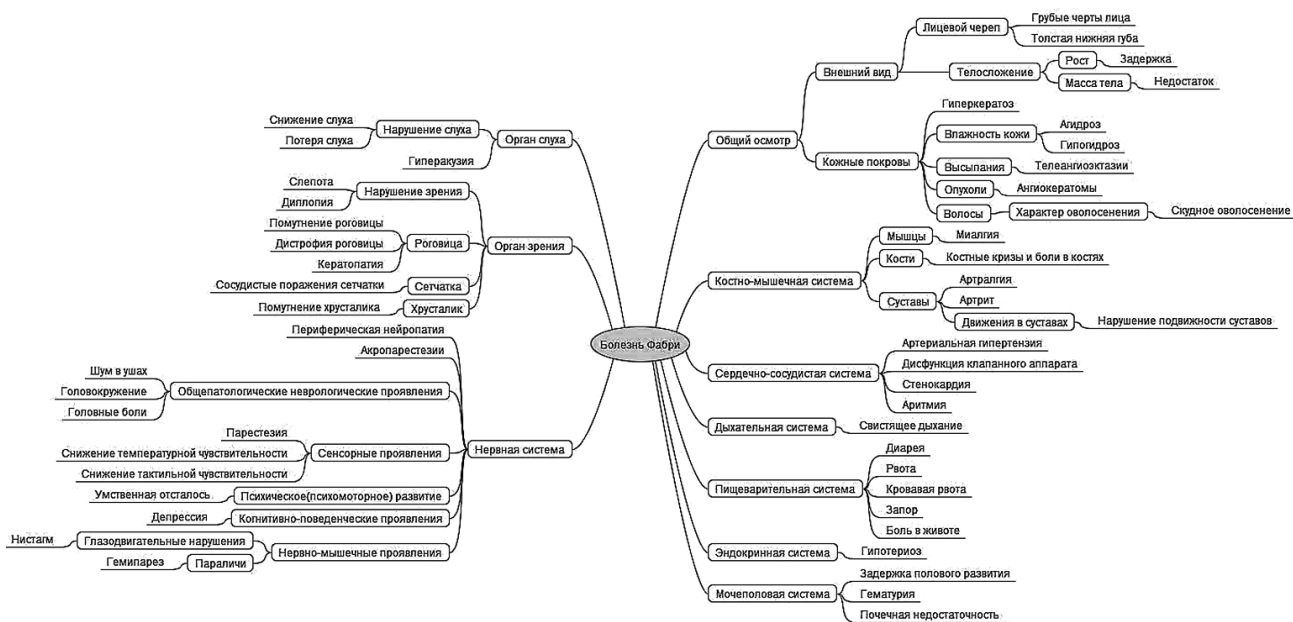 Болезнь Фабри
Общий осмотр
Внешний вид
Лицевой череп
Грубые черты лица
Толстая нижняя губа
Телосложение
Рост
Задержка
Масса тела
Недостаток
Кожные покровы
Гиперкератоз
Влажность кожи
Агидроз
Гипогидроз
Высыпания
Телеангиоэктазии
Опухоли
Ангиокератомы
Волосы
Характер оволосенения
Скудное оволосенение
Костно-мышечная система
Мышцы
Миалгия
Кости
Костные кризы и боли в костях
Суставы
Артралгия
Артрит
Движения в суставах
Нарушение подвижности суставов
Сердечно-сосудистая система
Артериальная гипертензия
Дисфункция клапанного аппарата
Стенокардия
Аритмия
Дыхательная система
Свистящее дыхание
Пищеварительная система
Диарея
Рвота
Кровавая рвота
Запор
Боль в животе
Эндокринная система
Гипотериоз
Мочеполовая система
Задержка полового развития
Гематурия
Почечная недостаточность
Орган слуха
Нарушение слуха
Снижение слуха
Потеря слуха
Гиперакузия
Орган зрения
Нарушение зрения
Слепота
Диплопия
Роговица
Помутнение роговицы
Дистрофия роговицы
Кератопатия
Сетчатка
Сосудистые поражения сетчатки
Хрусталик
Помутнение хрусталика
Нервная система
Периферическая нейропатия
Акропарестезии
Общепатологические неврологические проявления
Шум в ушах
Головокружение
Головные боли
Сенсорные проявления
Парестезия
Снижение температурной чувствительности
Снижение тактильной чувствительности
Психическое(психомоторное) развитие
Умственная отсталось
Когнитивно-поведенческие проявления
Депрессия
Нервно-мышечные проявления
Глазодвигательные нарушения
Нистагм
Параличи
Гемипарез